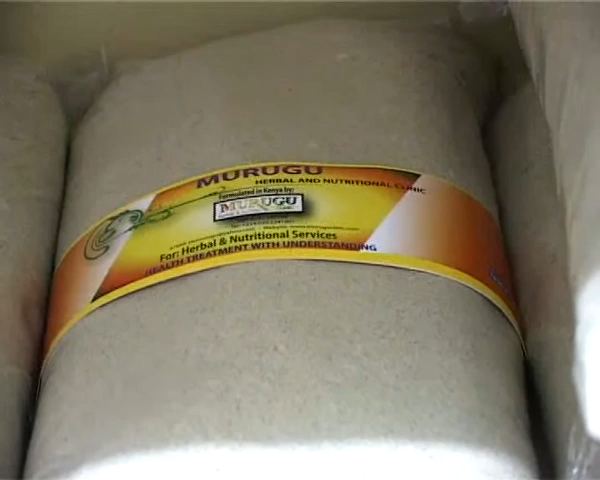 MURUGU
HERBAL AND NUTRITIONAL CLINIC
Formulated in Kenya by:
MURUGU
For: Herbal & Nutritional Services
HEALTH TREATMENT WITH UNDERSTANDING